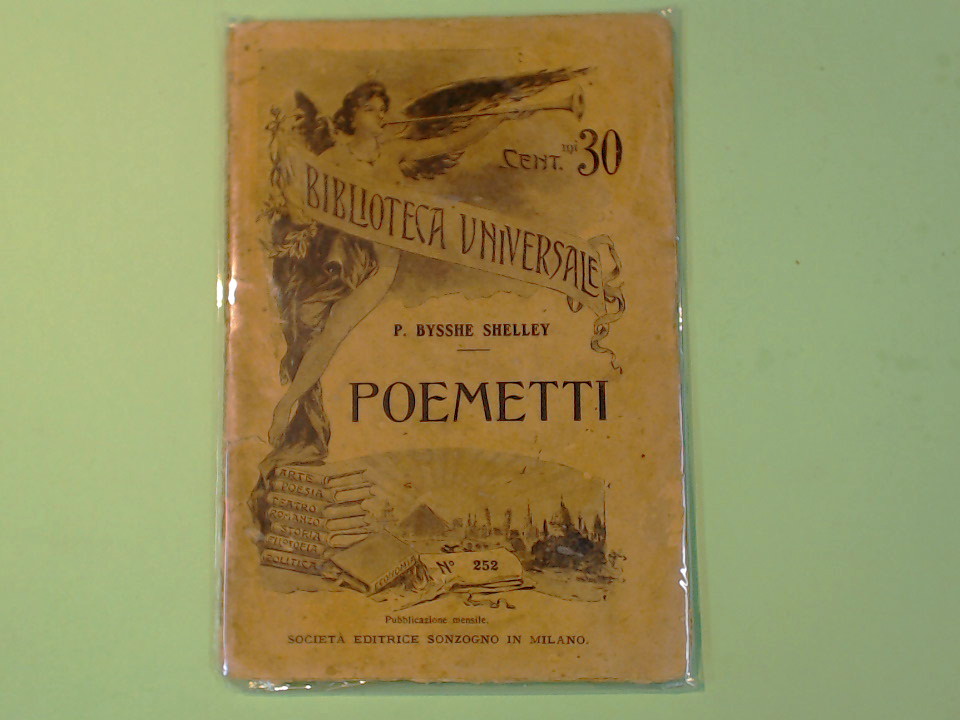 CENT.mi 30
BIBLIOTECA UNIVERSALE
P. BYSSHE SHELLEY
POEMETTI
ARTE
POESIA
TEATRO
ROMANZO
STORIA
FILOSOFIA
POLITICA
ECONOMIA
No 252
Pubblicazione mensile.
SOCIETÀ EDITRICE SONZOGNO IN MILANO.